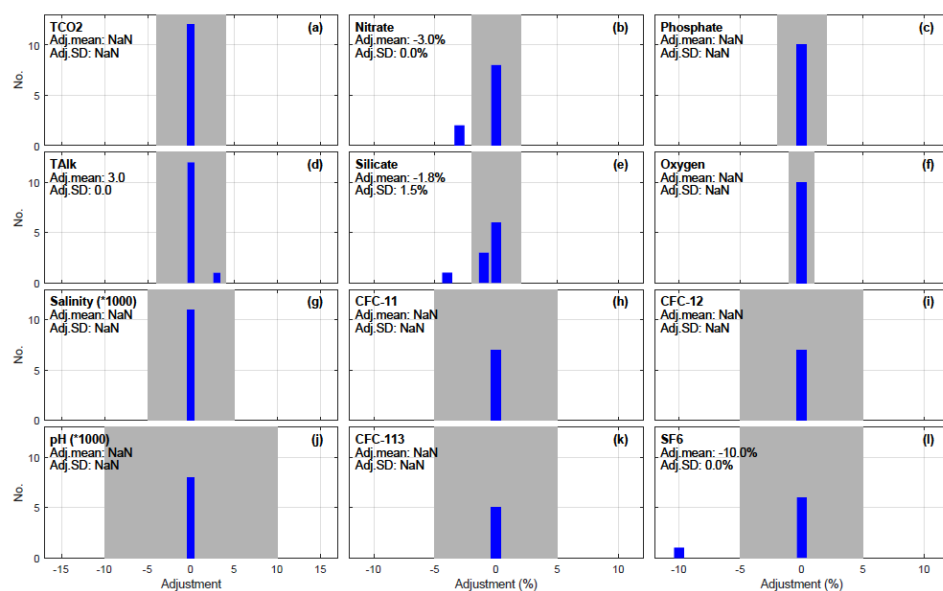 TCO2 (a)
Adj.mean: NaN
Adj.SD: NaN
Nitrate (b)
Adj.mean: -3.0%
Adj.SD: 0.0%
Phosphate (c)
Adj.mean: NaN
Adj.SD: NaN
No.
10
5
0
TAlk (d)
Adj.mean: 3.0
Adj.SD: 0.0
Silicate (e)
Adj.mean: -1.8%
Adj.SD: 1.5%
Oxygen (f)
Adj.mean: NaN
Adj.SD: NaN
No.
10
5
0
Salinity (*1000) (g)
Adj.mean: NaN
Adj.SD: NaN
CFC-11 (h)
Adj.mean: NaN
Adj.SD: NaN
CFC-12 (i)
Adj.mean: NaN
Adj.SD: NaN
No.
10
5
0
pH (*1000) (j)
Adj.mean: NaN
Adj.SD: NaN
CFC-113 (k)
Adj.mean: NaN
Adj.SD: NaN
SF6 (l)
Adj.mean: -10.0%
Adj.SD: 0.0%
No.
10
5
0
-15 -10 -5 0 5 10 15
-10 -5 0 5 10
-10 -5 0 5 10
Adjustment
Adjustment (%)
Adjustment (%)